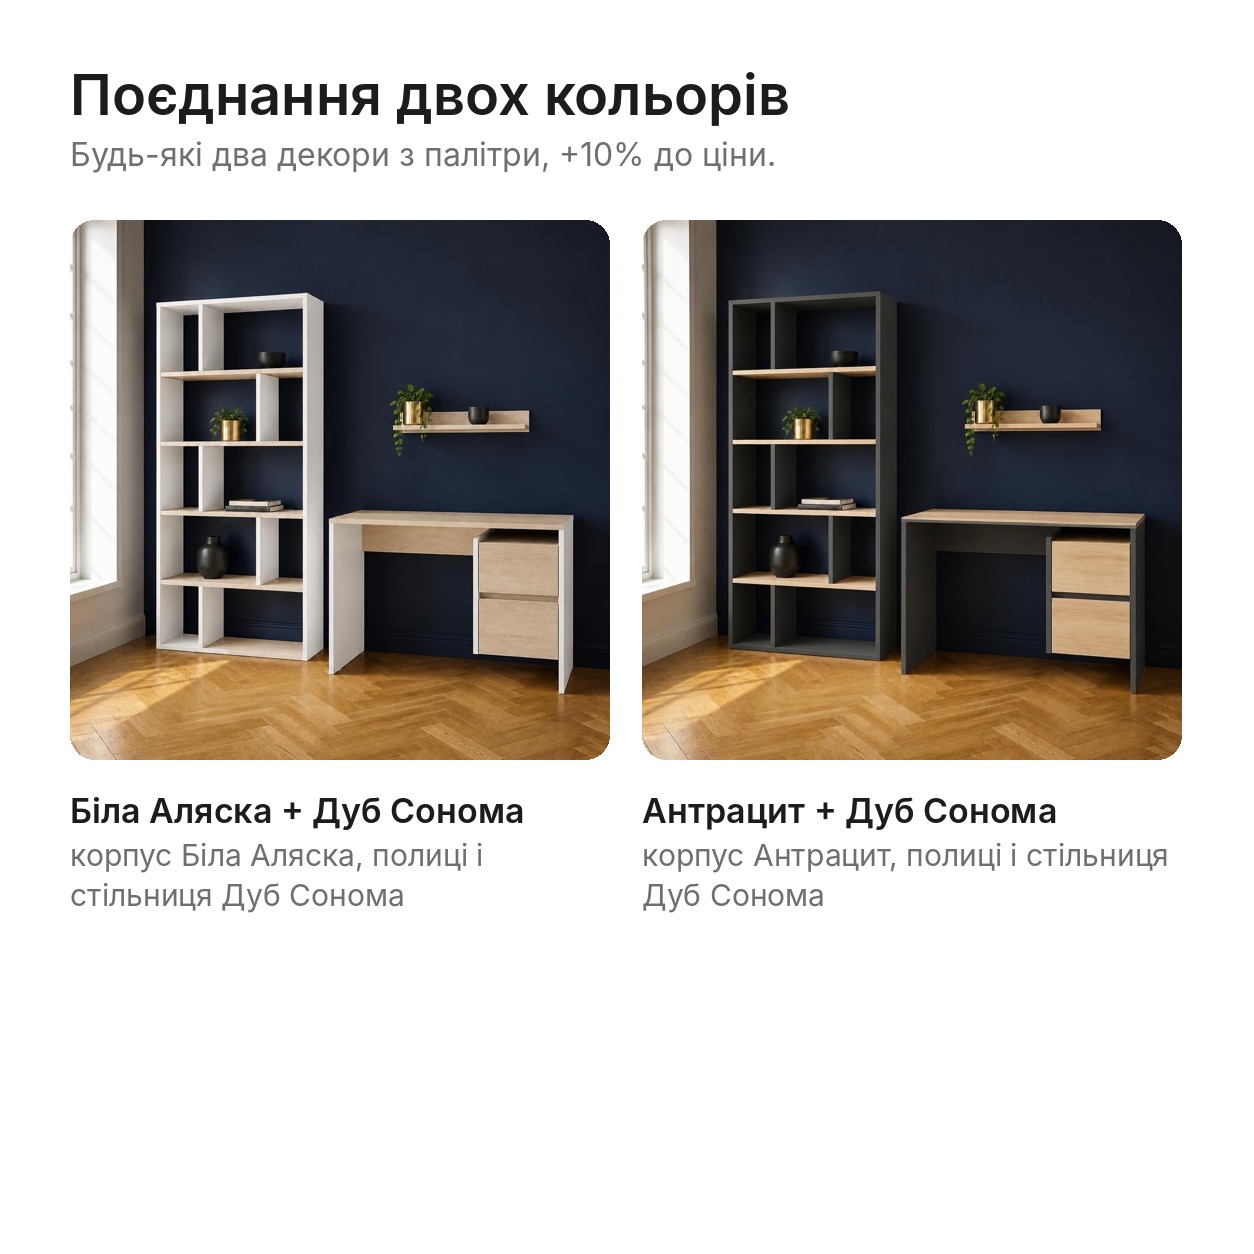 Поєднання двох кольорів
Будь-які два декори з палітри, +10% до ціни.
Біла Аляска + Дуб Сонома
корпус Біла Аляска, полиці і
стільниця Дуб Сонома
Антрацит + Дуб Сонома
корпус Антрацит, полиці і стільниця
Дуб Сонома